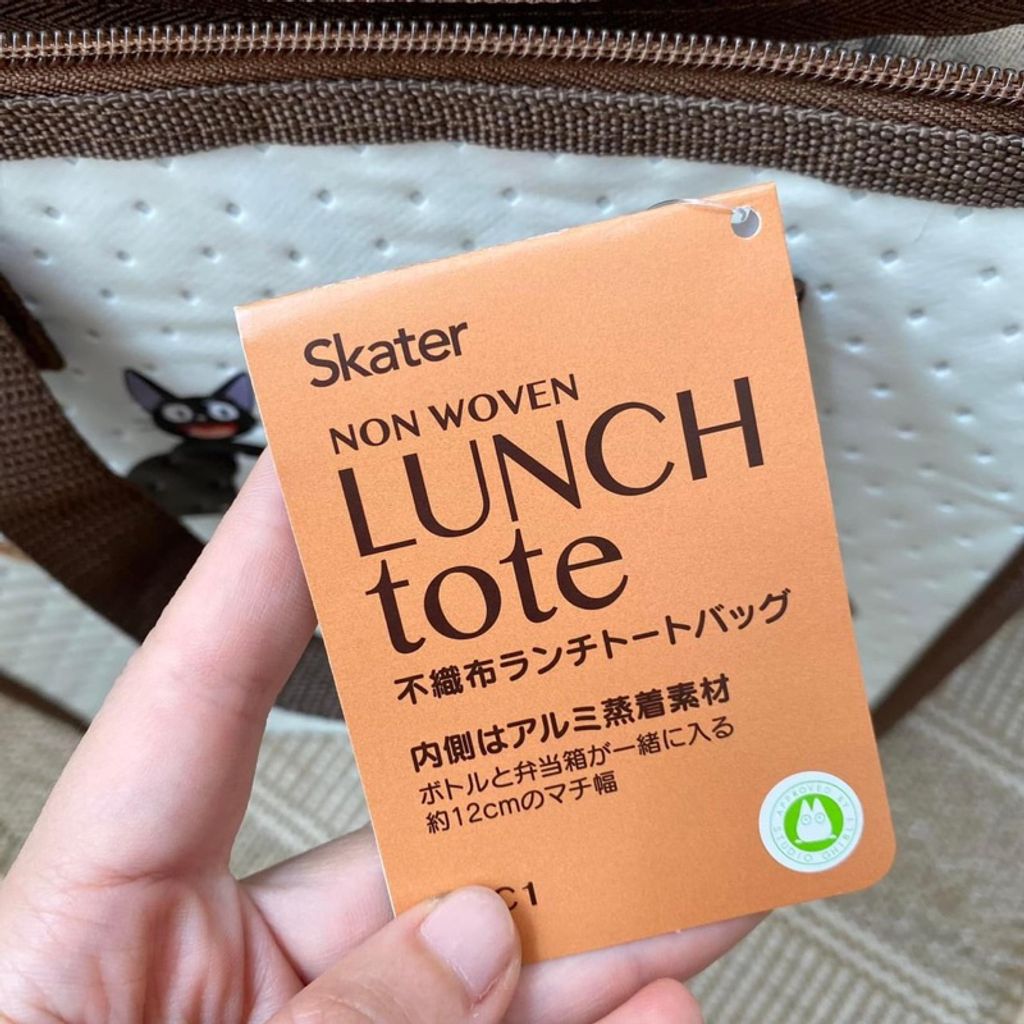 Skater
NON WOVEN
LUNCH
tote
不織布ランチトートバッグ
内側はアルミ蒸着素材
ボトルと弁当箱が一緒に入る
約12cmのマチ幅
C1
APPROVED BY
STUDIO GHIBLI